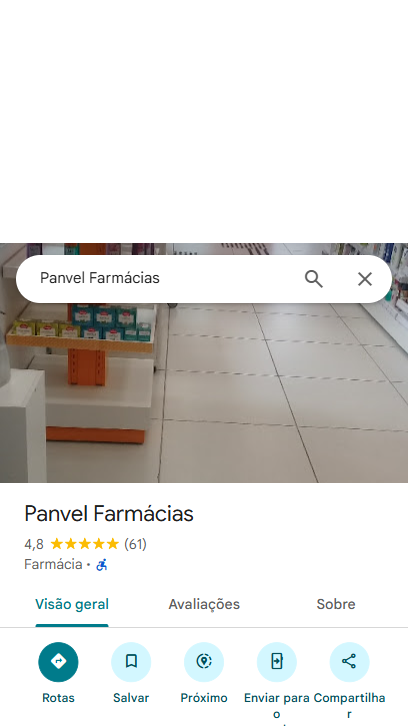 Panvel Farmácias
Panvel Farmácias
4,8 (61)
Farmácia ·
Visão geral Avaliações Sobre
Rotas Salvar Próximo Enviar para o Compartilhar